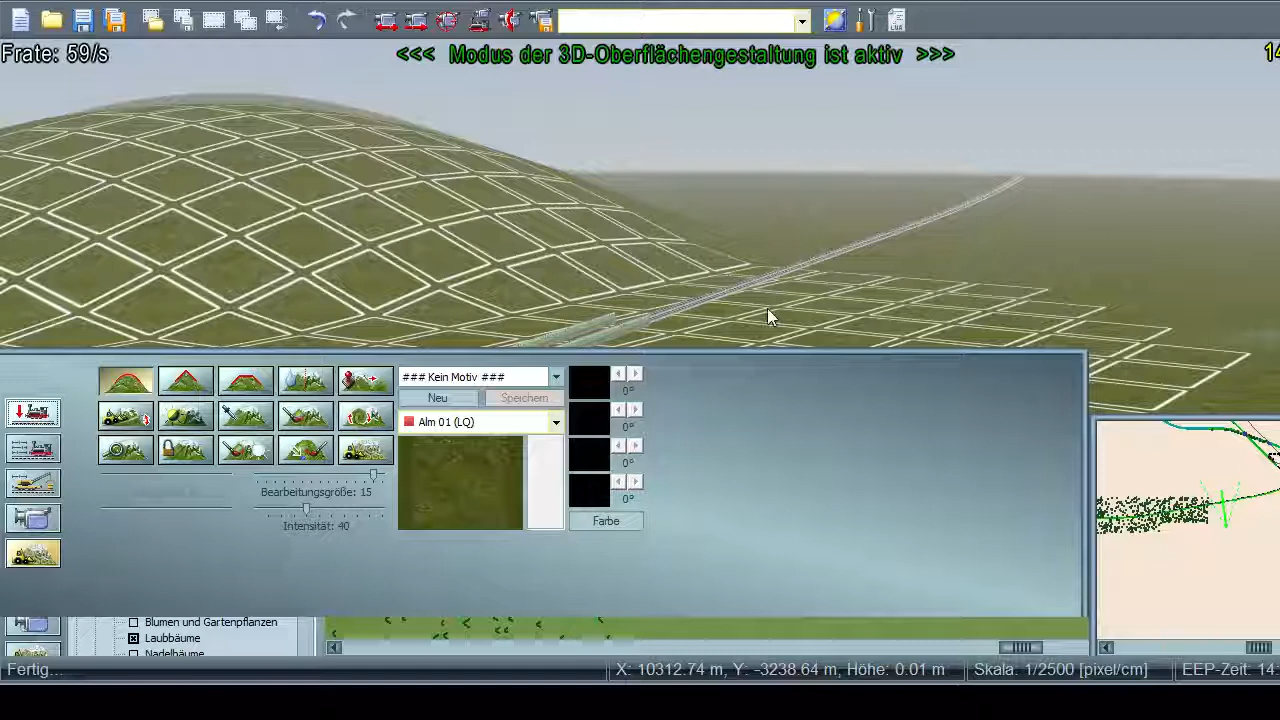 Frate: 59/s
<<< Modus der 3D-Oberflächengestaltung ist aktiv >>>
14
### Kein Motiv ###
Neu
Speichern
0°
Alm 01 (LQ)
0°
0°
Bearbeitungsgröße: 15
0°
Intensität: 40
Farbe
Blumen und Gartenpflanzen
Laubbäume
Nadelbäume
Fertig...
X: 10312.74 m, Y: -3238.64 m, Höhe: 0.01 m
Skala: 1/2500 [pixel/cm]
EEP-Zeit: 14: